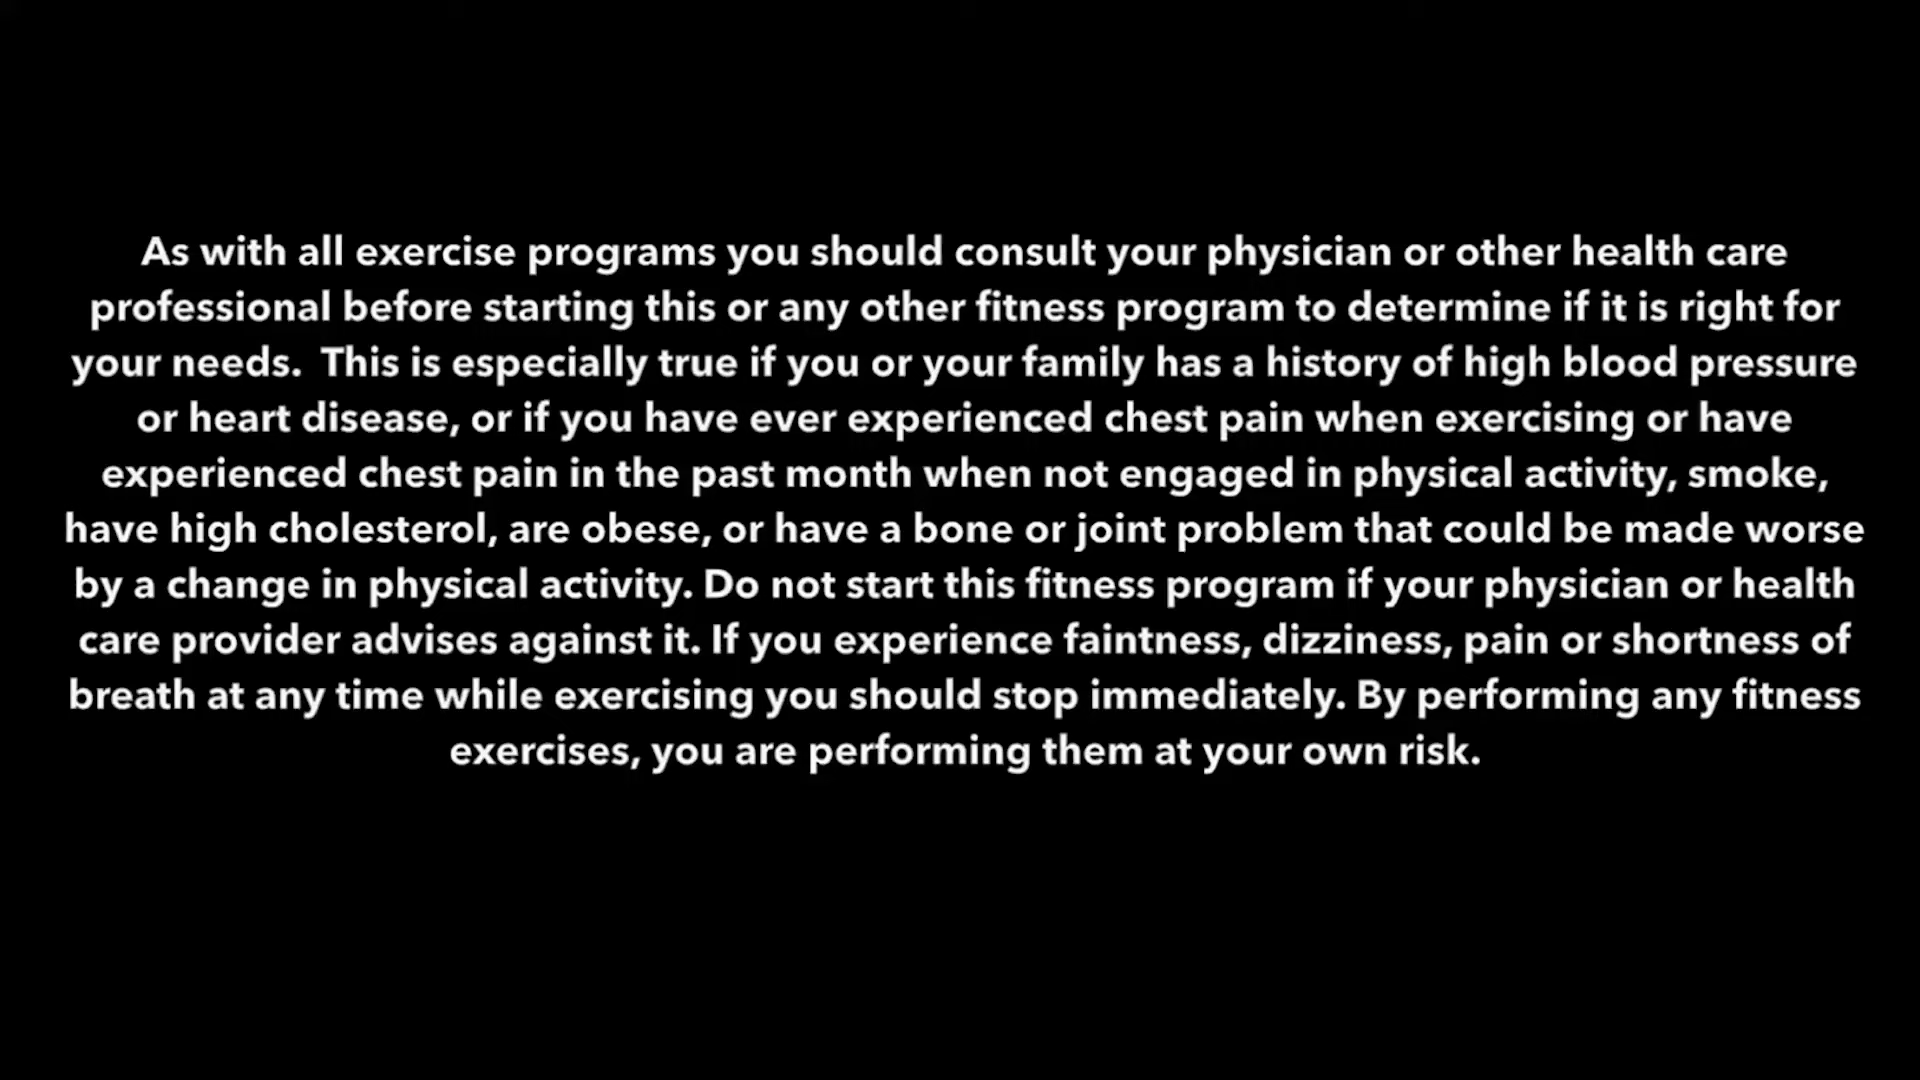 As with all exercise programs you should consult your physician or other health care
professional before starting this or any other fitness program to determine if it is right for
your needs.  This is especially true if you or your family has a history of high blood pressure
or heart disease, or if you have ever experienced chest pain when exercising or have
experienced chest pain in the past month when not engaged in physical activity, smoke,
have high cholesterol, are obese, or have a bone or joint problem that could be made worse
by a change in physical activity. Do not start this fitness program if your physician or health
care provider advises against it. If you experience faintness, dizziness, pain or shortness of
breath at any time while exercising you should stop immediately. By performing any fitness
exercises, you are performing them at your own risk.